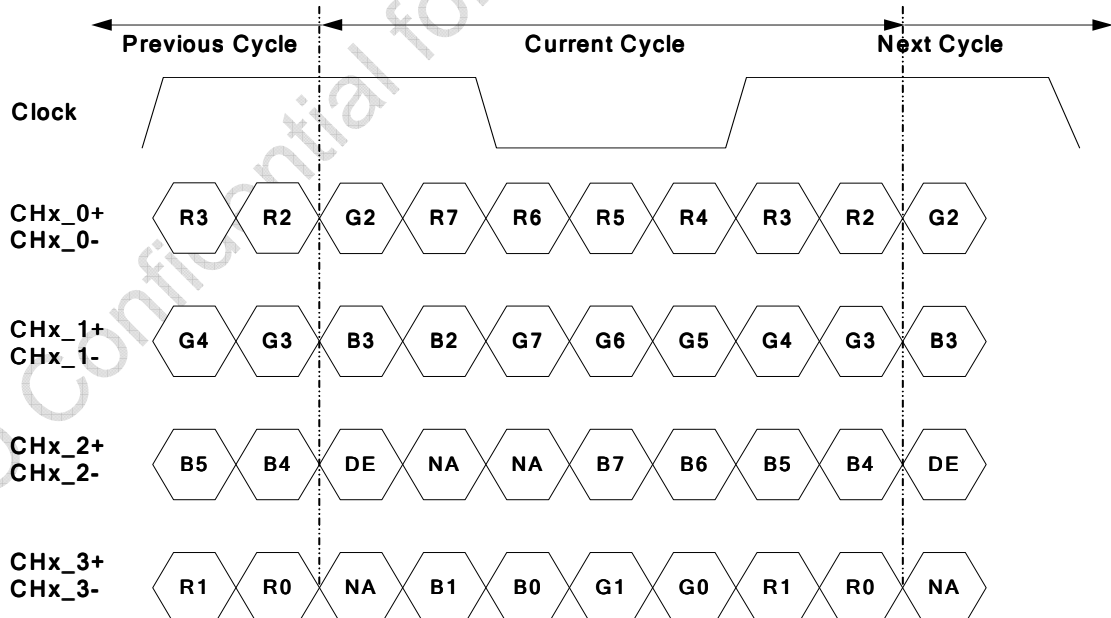 Previous Cycle Current Cycle Next Cycle
Clock
CHx_0+ R3 R2 G2 R7 R6 R5 R4 R3 R2 G2
CHx_0-
CHx_1+ G4 G3 B3 B2 G7 G6 G5 G4 G3 B3
CHx_1-
CHx_2+ B5 B4 DE NA NA B7 B6 B5 B4 DE
CHx_2-
CHx_3+ R1 R0 NA B1 B0 G1 G0 R1 R0 NA
CHx_3-
Confidential for